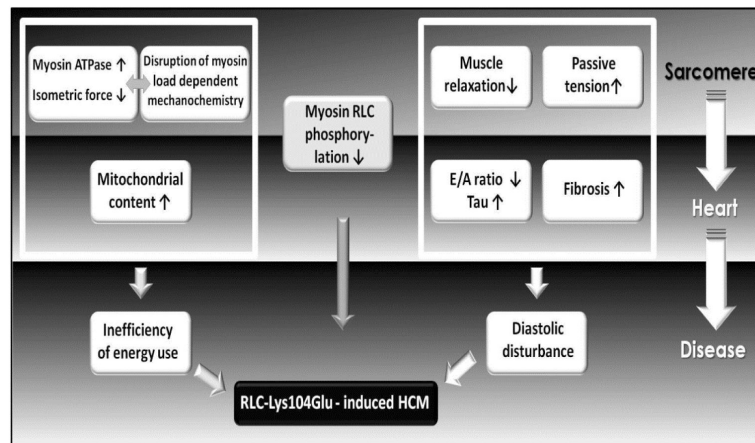 Myosin ATPase ↑
Isometric force ↓
Disruption of myosin
load dependent
mechanochemistry
Mitochondrial
content ↑
Myosin RLC
phosphory-
lation ↓
Muscle
relaxation↓
Passive
tension↑
E/A ratio ↓
Tau ↑
Fibrosis ↑
Sarcomere
Heart
Disease
Inefficiency
of energy use
Diastolic
disturbance
RLC-Lys104Glu - induced HCM